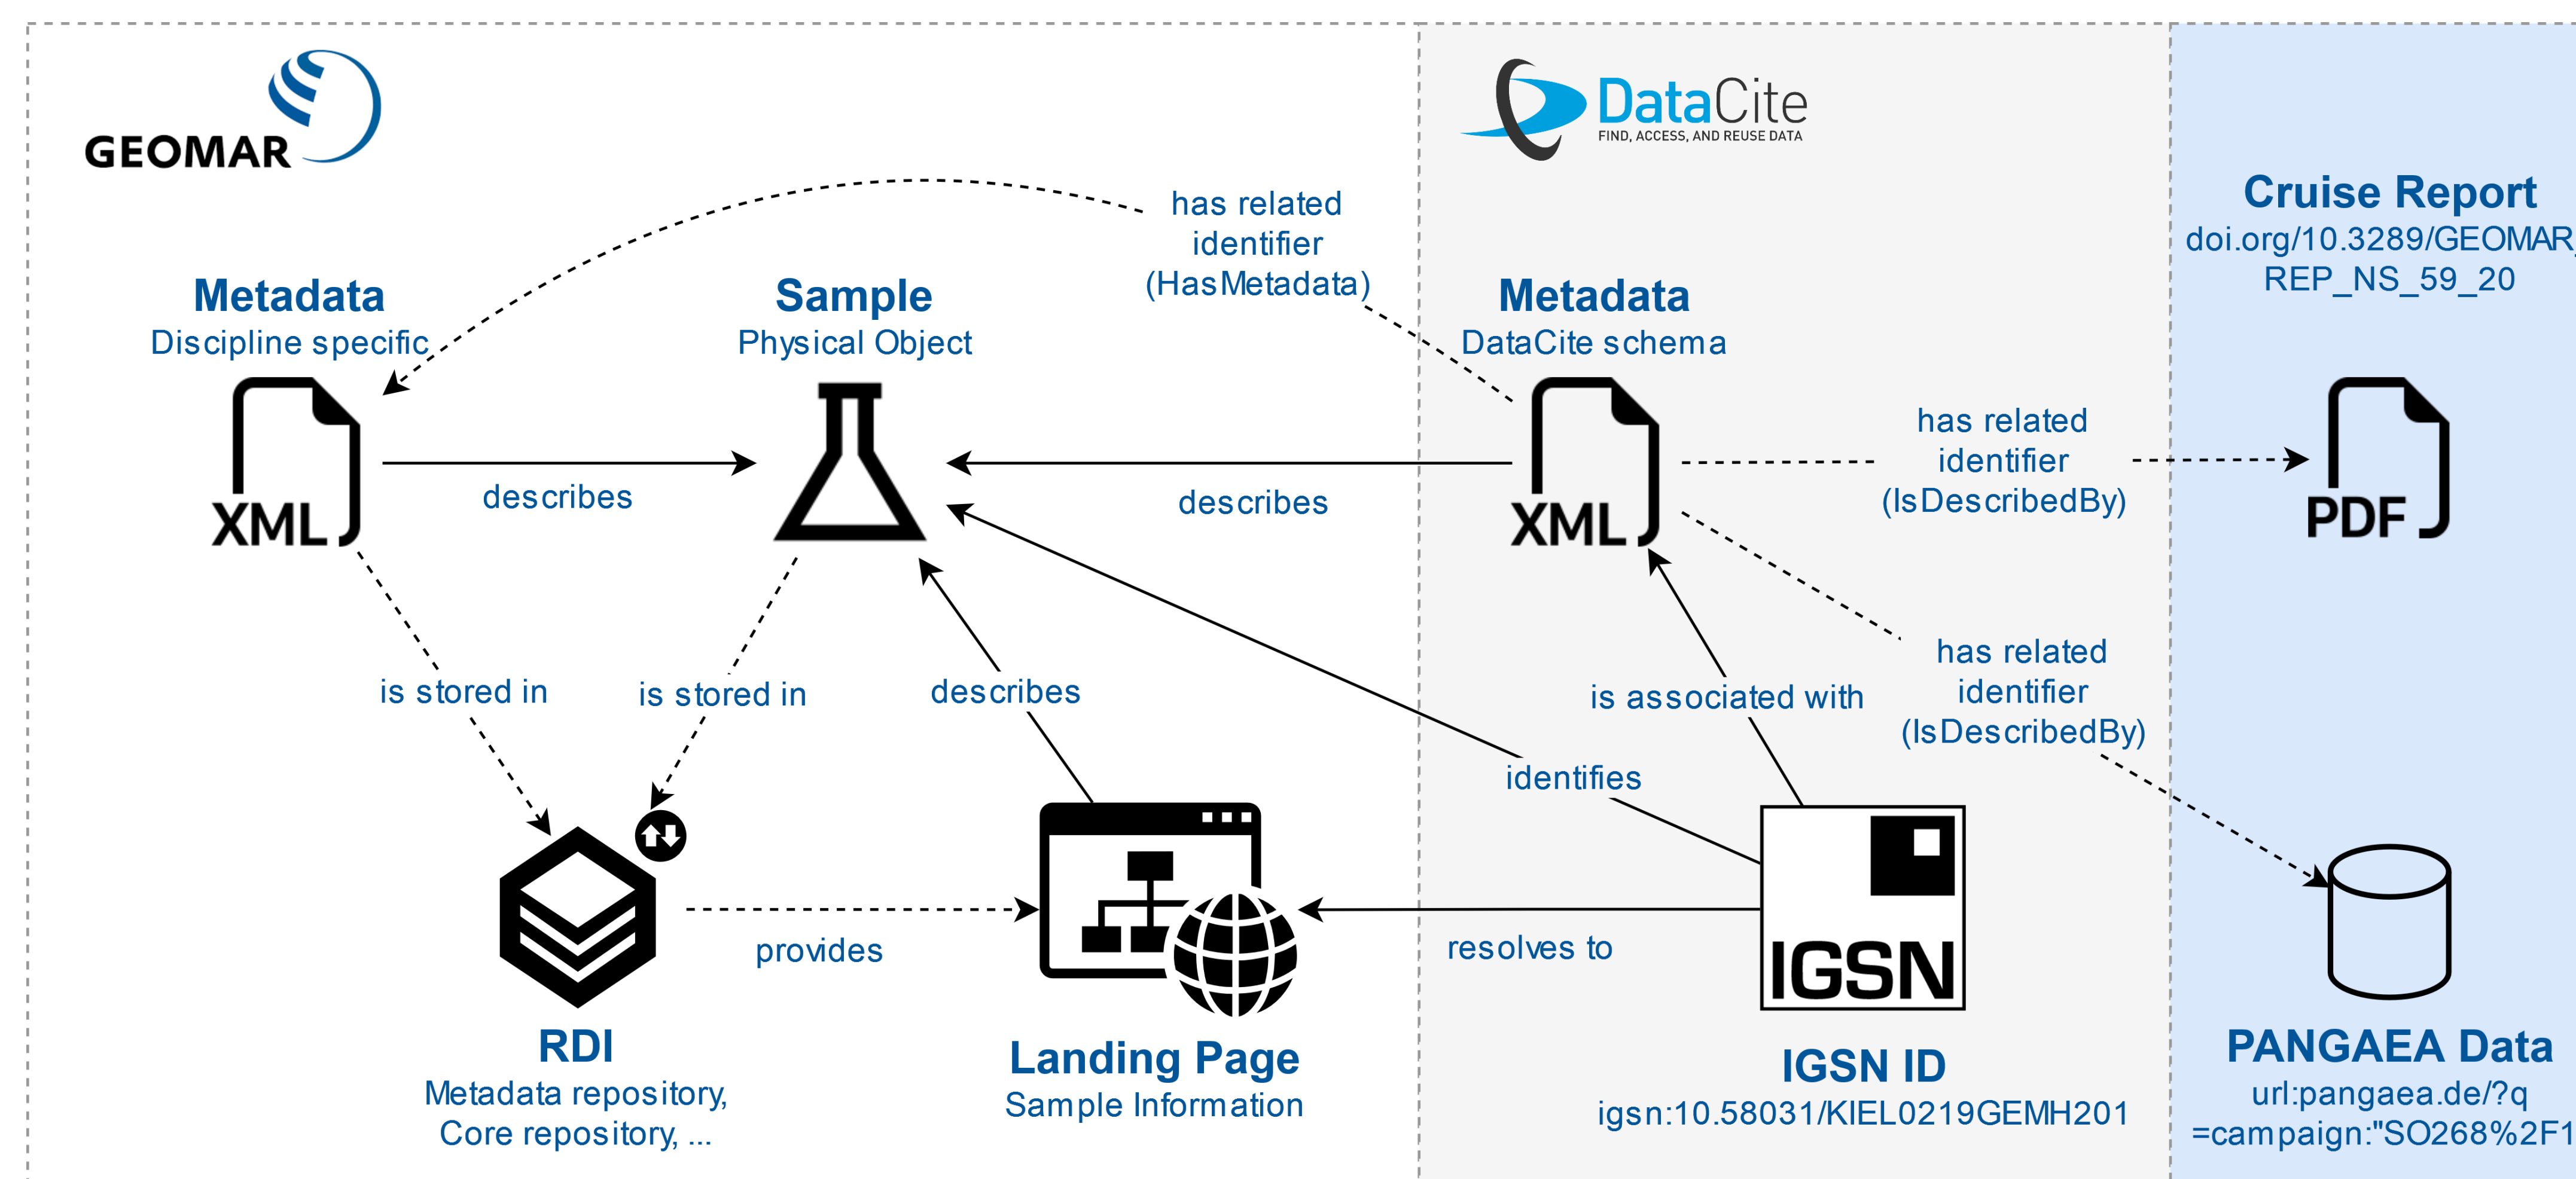 GEOMAR
DataCite
FIND, ACCESS, AND REUSE DATA
has related
identifier
(HasMetadata)
Cruise Report
doi.org/10.3289/GEOMAR_
REP_NS_59_20
Metadata
Discipline specific
Sample
Physical Object
Metadata
DataCite schema
XML
describes
describes
XML
has related
identifier
(IsDescribedBy)
PDF
is stored in
is stored in
describes
is associated with
has related
identifier
(IsDescribedBy)
identifies
provides
resolves to
IGSN
RDI
Metadata repository,
Core repository, ...
Landing Page
Sample Information
IGSN ID
igsn:10.58031/KIEL0219GEMH201
PANGAEA Data
url:pangaea.de/?q
=campaign:"SO268%2F1